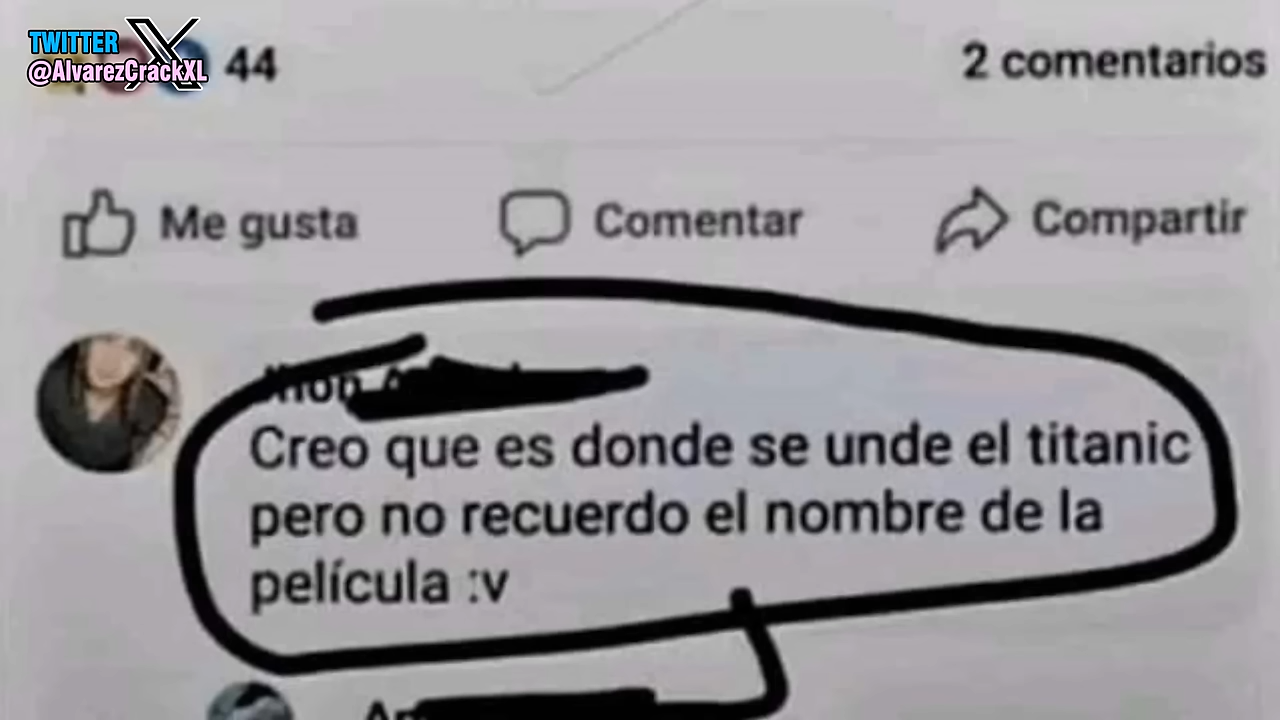 TWITTER X
@AlvarezCrackXL
44
2 comentarios
Me gusta
Comentar
Compartir
Jhon
Creo que es donde se unde el titanic
pero no recuerdo el nombre de la
película :v